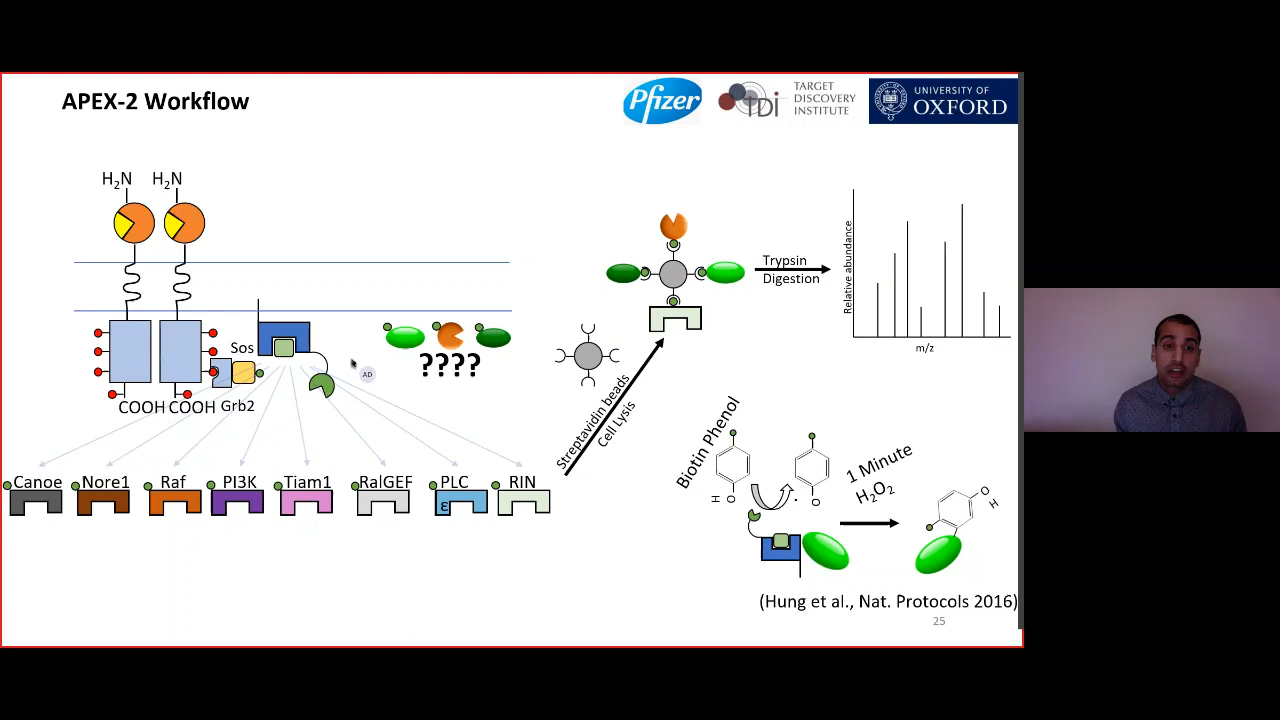 APEX-2 Workflow
Pfizer
TDi
TARGET
DISCOVERY
INSTITUTE
UNIVERSITY OF
OXFORD
H2N
H2N
Sos
Grb2
COOH
COOH
AD
????
Canoe
Nore1
Raf
PI3K
Tiam1
RalGEF
PLC
ε
RIN
Streptavidin beads
Cell Lysis
Trypsin
Digestion
Relative abundance
m/z
Biotin Phenol
H
O
O
1 Minute
H2O2
O
H
(Hung et al., Nat. Protocols 2016)
25